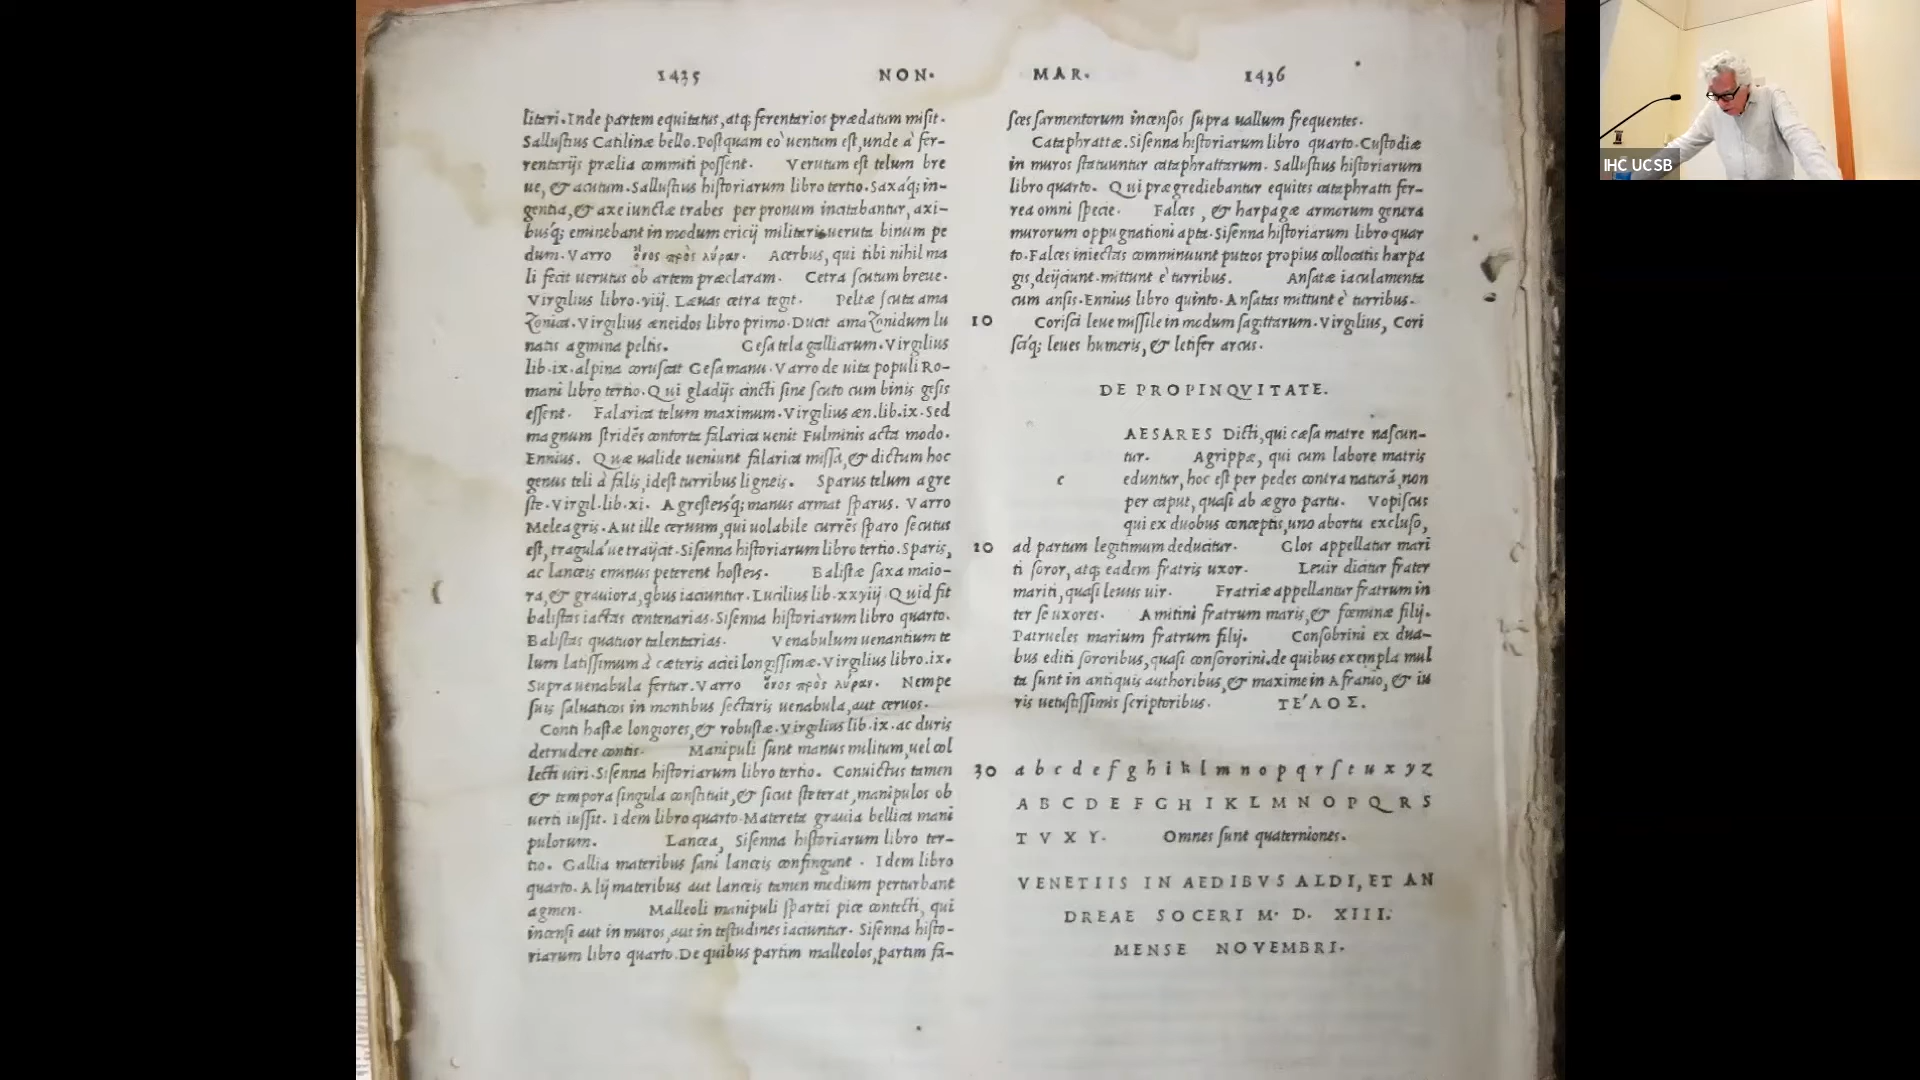 1435 NON.
litari. Inde partem equitatus, atq; ferentarios prædatum misit.
Sallustius Catilinæ bello. Postquam eo uentum est, unde à fer-
rentarijs prælia committi possent. Verutum est telum bre
ue, & acutum. Sallustius historiarum libro tertio. Saxaq́; in-
gentia, & axe iunctæ trabes per pronum incitabantur, axi-
busq́; eminebant in modum ericij militaris ueruta binum pe
dum. Varro ὄνος πρὸς λύραν. Acerbus, qui tibi nihil ma
li fecit uerutus ob artem præclaram. Cetra scutum breue.
Virgilius libro. viij. Læuas cetra tegit. Peltæ scuta ama
Zonica. Virgilius æneidos libro primo. Ducit amaZonidum lu
natis agmina peltis. Gesa tela galliarum. Virgilius
lib. ix. alpina coruscat Gesa manu. Varro de uita populi Ro-
mani libro tertio. Qui gladijs cincti sine scuto cum binis gesis
essent. Falarica telum maximum. Virgilius æn. lib. ix. Sed
magnum stridēs contorta falarica uenit Fulminis acta modo.
Ennius. Quæ ualide ueniunt falarica missa, & dictum hoc
genus teli à falis, idest turribus ligneis. Sparus telum agre
ste. Virgil. lib. xi. Agrestesq́; manus armat sparus. Varro
Meleagris. Aut ille ceruum, qui uolabile currēs sparo secutus
est, tragula ue traijcit. Sisenna historiarum libro tertio. Sparis,
ac lanceis eminus peterent hostes. Balistæ saxa maio-
ra, & grauiora, qbus iaciuntur. Lucilius lib. xxyiij Quid fit
balistas iactas centenarias. Sisenna historiarum libro quarto.
Balistas quatuor talentarias. Venabulum uenantium te
lum latissimum à cæteris aciei longissimæ. Virgilius libro. ix.
Supra uenabula fertur. Varro ὄνος πρὸς λύραν. Nempe
suis saluaticos in montibus sectaris uenabula, aut ceruos.
Conti hastæ longiores, & robustæ. Virgilius lib. ix. ac duris
detrudere contis. Manipuli sunt manus militum, uel col
lecti uiri. Sisenna historiarum libro tertio. Conuictus tamen
& tempora singula constituit, & sicut steterat, manipulos ob
uerti iussit. Idem libro quarto. Matereta grauia bellica mani
pulorum. Lancea, Sisenna historiarum libro ter-
tio. Gallia materibus sani lanceis confingunt. Idem libro
quarto. Alij materibus aut lanceis tamen medium perturbant
agmen. Malleoli manipuli spartei pice contecti, qui
incensi aut in muros, aut in testudines iaciuntur. Sisenna histo-
riarum libro quarto. De quibus partim malleolos, partim fa-
MAR. 1436
sces sarmentorum incensos supra uallum frequentes.
Cataphrattæ. Sisenna historiarum libro quarto. Custodiæ
in muros statuuntur cataphrattarum. Sallustius historiarum
libro quarto. Qui prægrediebantur equites cataphratti fer-
rea omni specie. Falces, & harpagæ armorum genera
murorum oppugnationi apta. Sisenna historiarum libro quar
to. Falces iniectas comminuunt puteos propius collocatis harpa
gis, deijciunt. mittunt è turribus. Ansatæ iaculamenta
cum ansis. Ennius libro quinto. Ansatas mittunt è turribus.
10 Corisci leue missile in modum sagittarum. Virgilius, Cori
sciq́; leues humeris, & letifer arcus.
DE PROPINQVITATE.
AESARES Dicti, qui cæsa matre nascun-
tur. Agrippæ, qui cum labore matris
c eduntur, hoc est per pedes contra naturā, non
per caput, quasi ab ægro partu. Vopiscus
qui ex duobus conceptis, uno abortu excluso,
20 ad partum legitimum deducitur. Glos appellatur mari
ti soror, atq; eadem fratris uxor. Leuir dicitur frater
mariti, quasi leuus uir. Fratriæ appellantur fratrum in
ter se uxores. Amitini fratrum maris, & fœminæ filij.
Patrueles marium fratrum filij. Consobrini ex dua-
bus editi sororibus, quasi consororini. de quibus exempla mul
ta sunt in antiquis authoribus, & maxime in Afranio, & iu
ris uetustissimis scriptoribus. ΤΕ΄ΛΟΣ.
30 a b c d e f g h i k l m n o p q r s t u x y z
A B C D E F G H I K L M N O P Q R S
T V X Y. Omnes sunt quaterniones.
VENETIIS IN AEDIBVS ALDI, ET AN
DREAE SOCERI M. D. XIII.
MENSE NOVEMBRI.
IHC UCSB